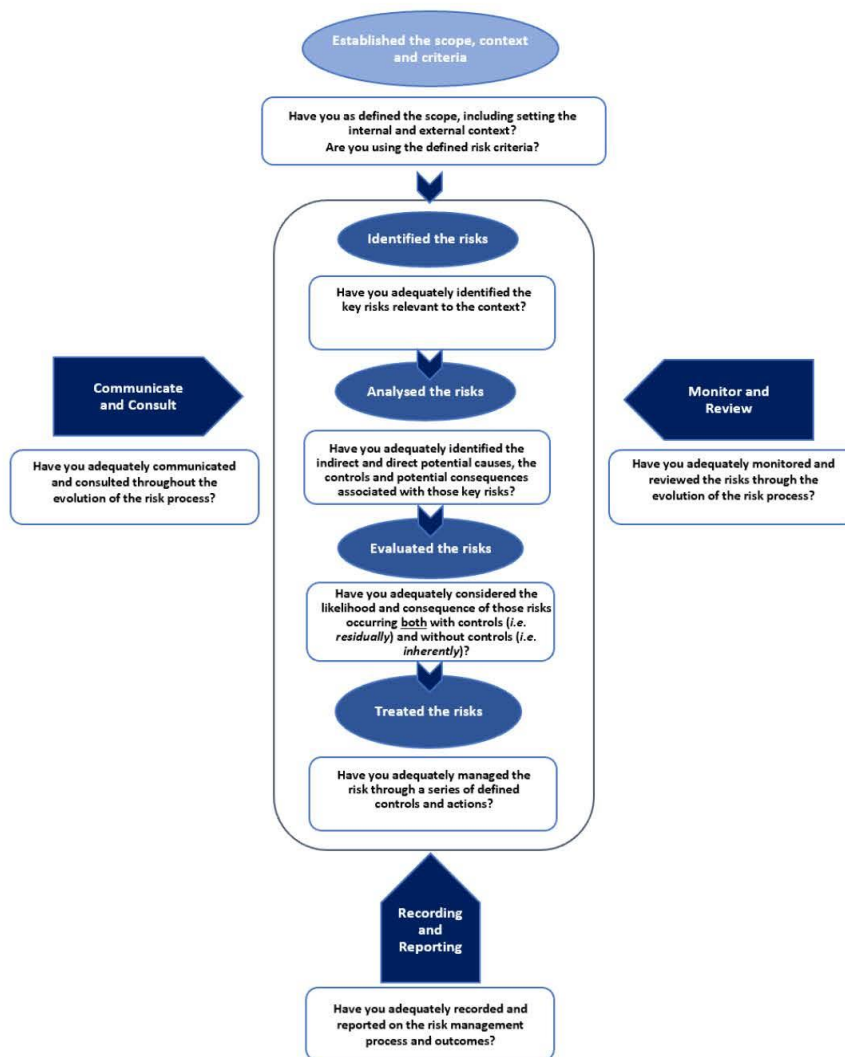 Established the scope, context
and criteria
Have you as defined the scope, including setting the
internal and external context?
Are you using the defined risk criteria?
Identified the risks
Have you adequately identified the
key risks relevant to the context?
Communicate
and Consult
Have you adequately communicated
and consulted throughout the
evolution of the risk process?
Analysed the risks
Have you adequately identified the
indirect and direct potential causes, the
controls and potential consequences
associated with those key risks?
Monitor and
Review
Have you adequately monitored and
reviewed the risks through the
evolution of the risk process?
Evaluated the risks
Have you adequately considered the
likelihood and consequence of those risks
occurring both with controls (i.e.
residually) and without controls (i.e.
inherently)?
Treated the risks
Have you adequately managed the
risk through a series of defined
controls and actions?
Recording
and
Reporting
Have you adequately recorded and
reported on the risk management
process and outcomes?